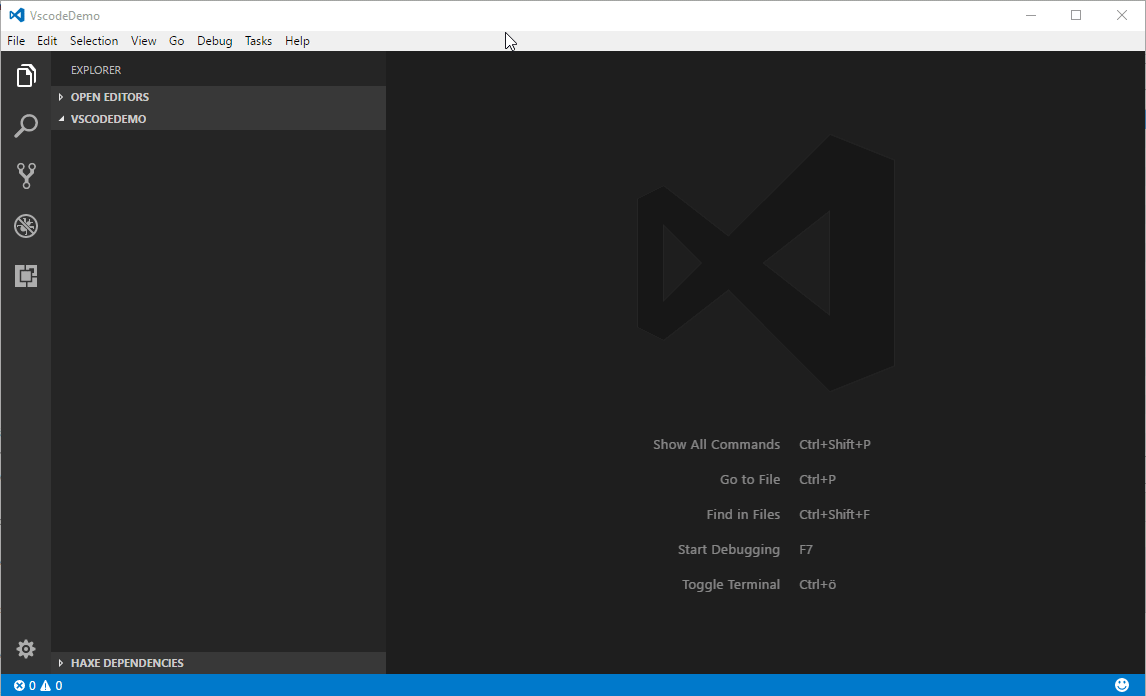 VscodeDemo
File Edit Selection View Go Debug Tasks Help
EXPLORER
OPEN EDITORS
VSCODEDEMO
Show All Commands Ctrl+Shift+P
Go to File Ctrl+P
Find in Files Ctrl+Shift+F
Start Debugging F7
Toggle Terminal Ctrl+ö
HAXE DEPENDENCIES
0 0